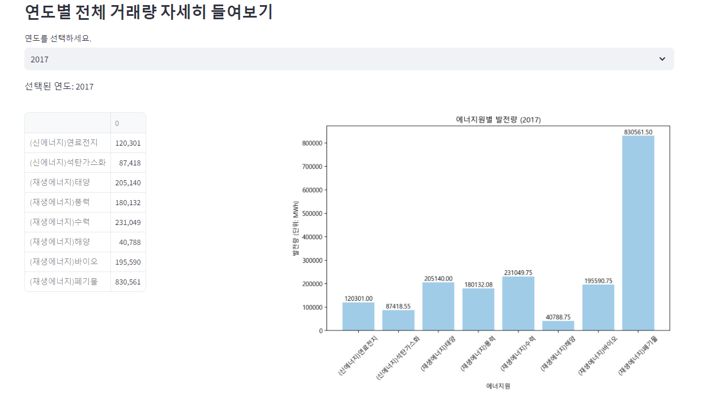 연도별 전체 거래량 자세히 들여보기
연도를 선택하세요.
2017
선택된 연도: 2017
0
(신에너지)연료전지 120,301
(신에너지)석탄가스화 87,418
(재생에너지)태양 205,140
(재생에너지)풍력 180,132
(재생에너지)수력 231,049
(재생에너지)해양 40,788
(재생에너지)바이오 195,590
(재생에너지)폐기물 830,561
에너지원별 발전량 (2017)
발전량 (단위: MWh)
800000
700000
600000
500000
400000
300000
200000
100000
0
120301.00
87418.55
205140.00
180132.08
231049.75
40788.75
195590.75
830561.50
(신에너지)연료전지
(신에너지)석탄가스화
(재생에너지)태양
(재생에너지)풍력
(재생에너지)수력
(재생에너지)해양
(재생에너지)바이오
(재생에너지)폐기물
에너지원